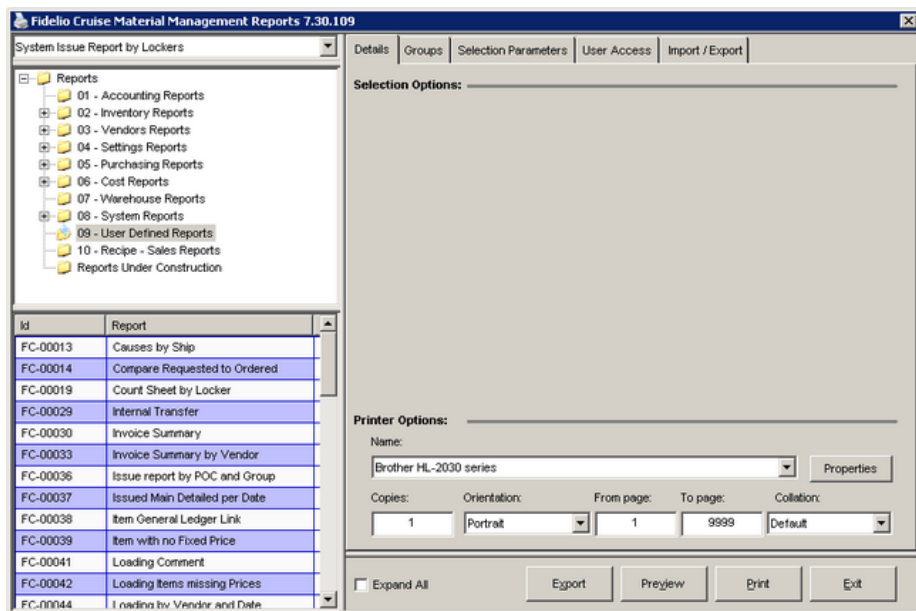 Fidelio Cruise Material Management Reports 7.30.109
System Issue Report by Lockers
Reports
01 - Accounting Reports
02 - Inventory Reports
03 - Vendors Reports
04 - Settings Reports
05 - Purchasing Reports
06 - Cost Reports
07 - Warehouse Reports
08 - System Reports
09 - User Defined Reports
10 - Recipe - Sales Reports
Reports Under Construction
Id Report
FC-00013 Causes by Ship
FC-00014 Compare Requested to Ordered
FC-00019 Count Sheet by Locker
FC-00029 Internal Transfer
FC-00030 Invoice Summary
FC-00033 Invoice Summary by Vendor
FC-00036 Issue report by POC and Group
FC-00037 Issued Main Detailed per Date
FC-00038 Item General Ledger Link
FC-00039 Item with no Fixed Price
FC-00041 Loading Comment
FC-00042 Loading Items missing Prices
FC-00044 Loading by Vendor and Date
Details Groups Selection Parameters User Access Import / Export
Selection Options:
Printer Options:
Name:
Brother HL-2030 series Properties
Copies: Orientation: From page: To page: Collation:
1 Portrait 1 9999 Default
Expand All Export Preview Print Exit